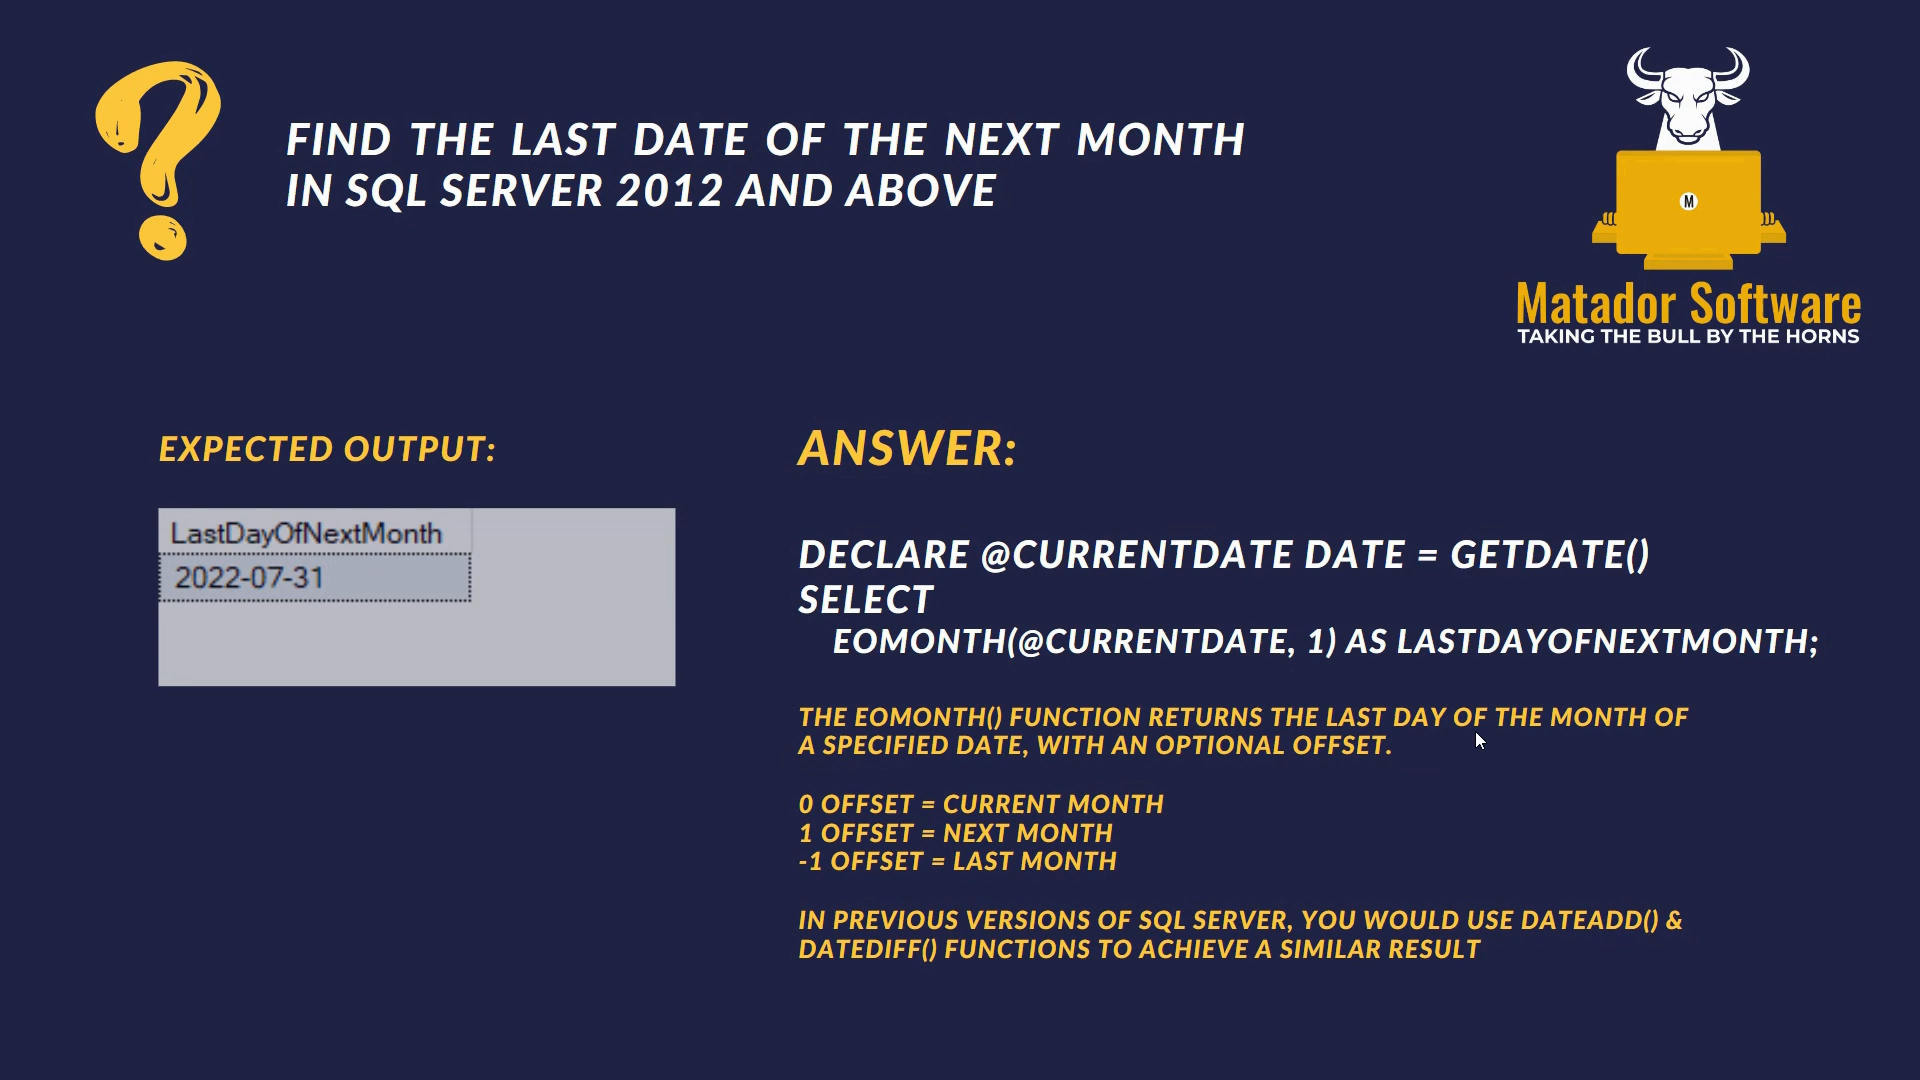 FIND THE LAST DATE OF THE NEXT MONTH
IN SQL SERVER 2012 AND ABOVE
M
Matador Software
TAKING THE BULL BY THE HORNS
EXPECTED OUTPUT:
LastDayOfNextMonth
2022-07-31
ANSWER:
DECLARE @CURRENTDATE DATE = GETDATE()
SELECT
EOMONTH(@CURRENTDATE, 1) AS LASTDAYOFNEXTMONTH;
THE EOMONTH() FUNCTION RETURNS THE LAST DAY OF THE MONTH OF
A SPECIFIED DATE, WITH AN OPTIONAL OFFSET.
0 OFFSET = CURRENT MONTH
1 OFFSET = NEXT MONTH
-1 OFFSET = LAST MONTH
IN PREVIOUS VERSIONS OF SQL SERVER, YOU WOULD USE DATEADD() &
DATEDIFF() FUNCTIONS TO ACHIEVE A SIMILAR RESULT